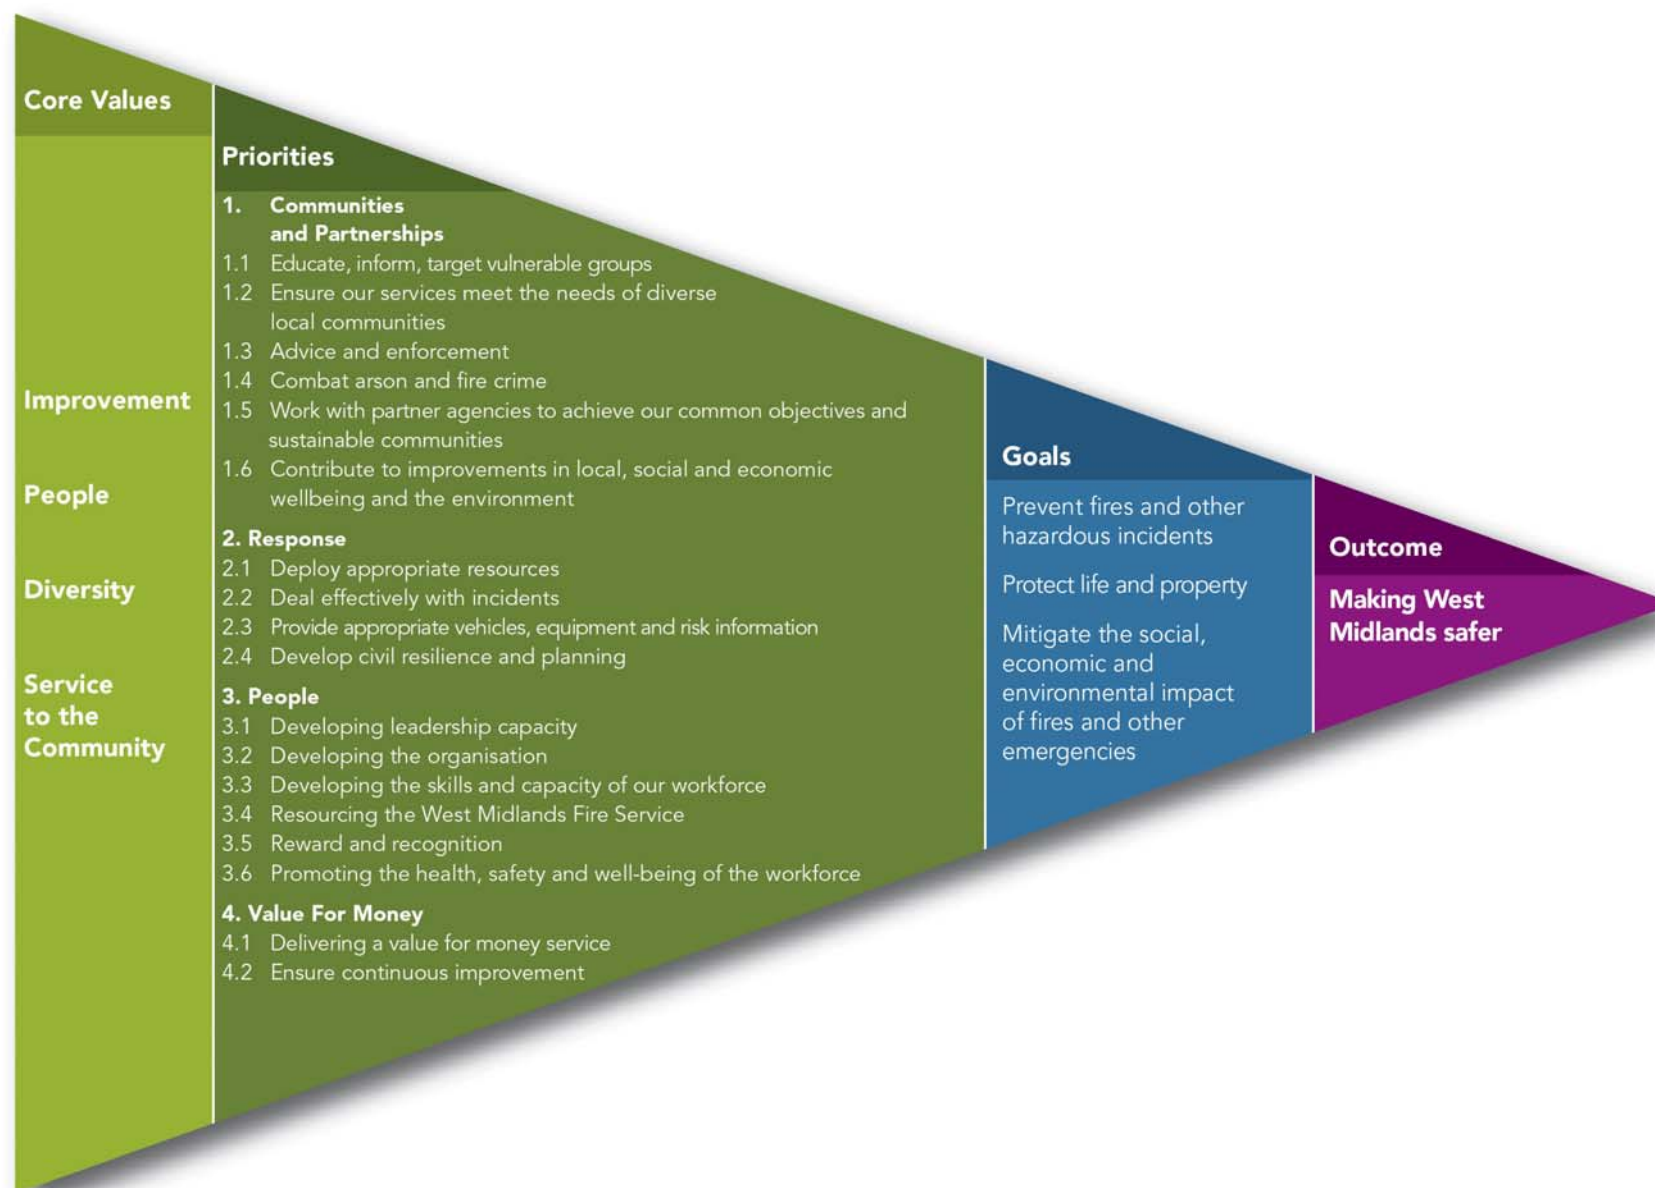 Core Values
Improvement
People
Diversity
Service
to the
Community
Priorities
1. Communities
and Partnerships
1.1 Educate, inform, target vulnerable groups
1.2 Ensure our services meet the needs of diverse
local communities
1.3 Advice and enforcement
1.4 Combat arson and fire crime
1.5 Work with partner agencies to achieve our common objectives and
sustainable communities
1.6 Contribute to improvements in local, social and economic
wellbeing and the environment
2. Response
2.1 Deploy appropriate resources
2.2 Deal effectively with incidents
2.3 Provide appropriate vehicles, equipment and risk information
2.4 Develop civil resilience and planning
3. People
3.1 Developing leadership capacity
3.2 Developing the organisation
3.3 Developing the skills and capacity of our workforce
3.4 Resourcing the West Midlands Fire Service
3.5 Reward and recognition
3.6 Promoting the health, safety and well-being of the workforce
4. Value For Money
4.1 Delivering a value for money service
4.2 Ensure continuous improvement
Goals
Prevent fires and other
hazardous incidents
Protect life and property
Mitigate the social,
economic and
environmental impact
of fires and other
emergencies
Outcome
Making West
Midlands safer